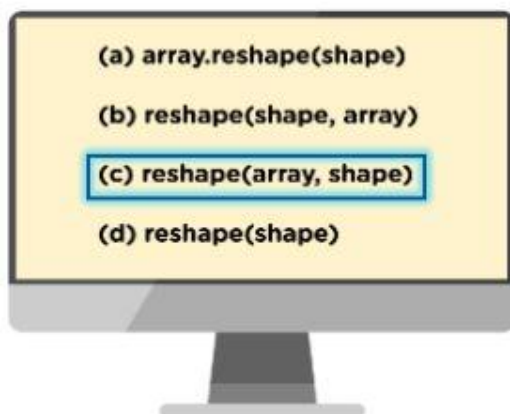 (a) array.reshape(shape)
(b) reshape(shape, array)
(c) reshape(array, shape)
(d) reshape(shape)